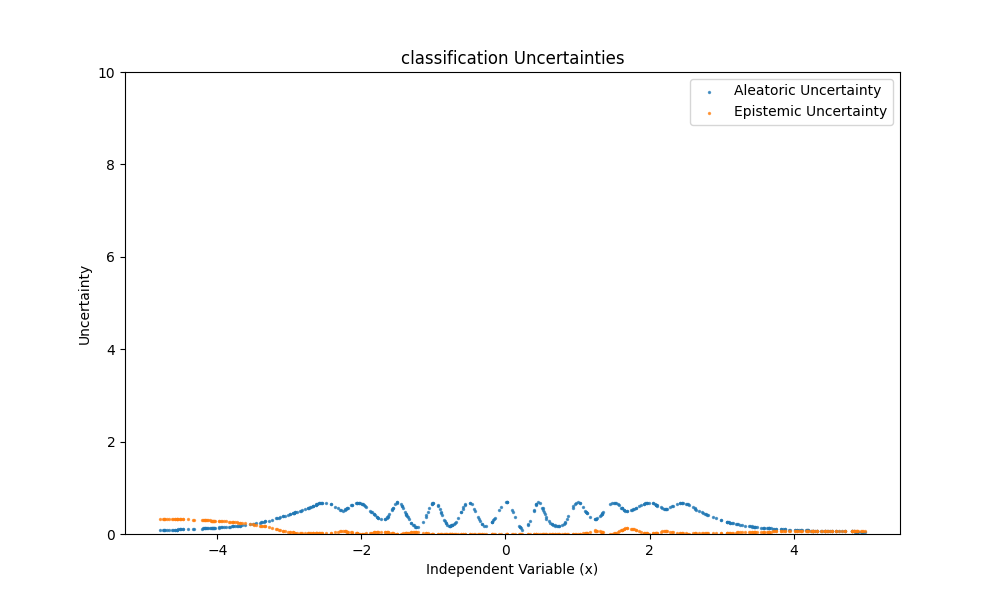 classification Uncertainties
Aleatoric Uncertainty
Epistemic Uncertainty
10
8
6
4
2
0
Uncertainty
−4
−2
0
2
4
Independent Variable (x)